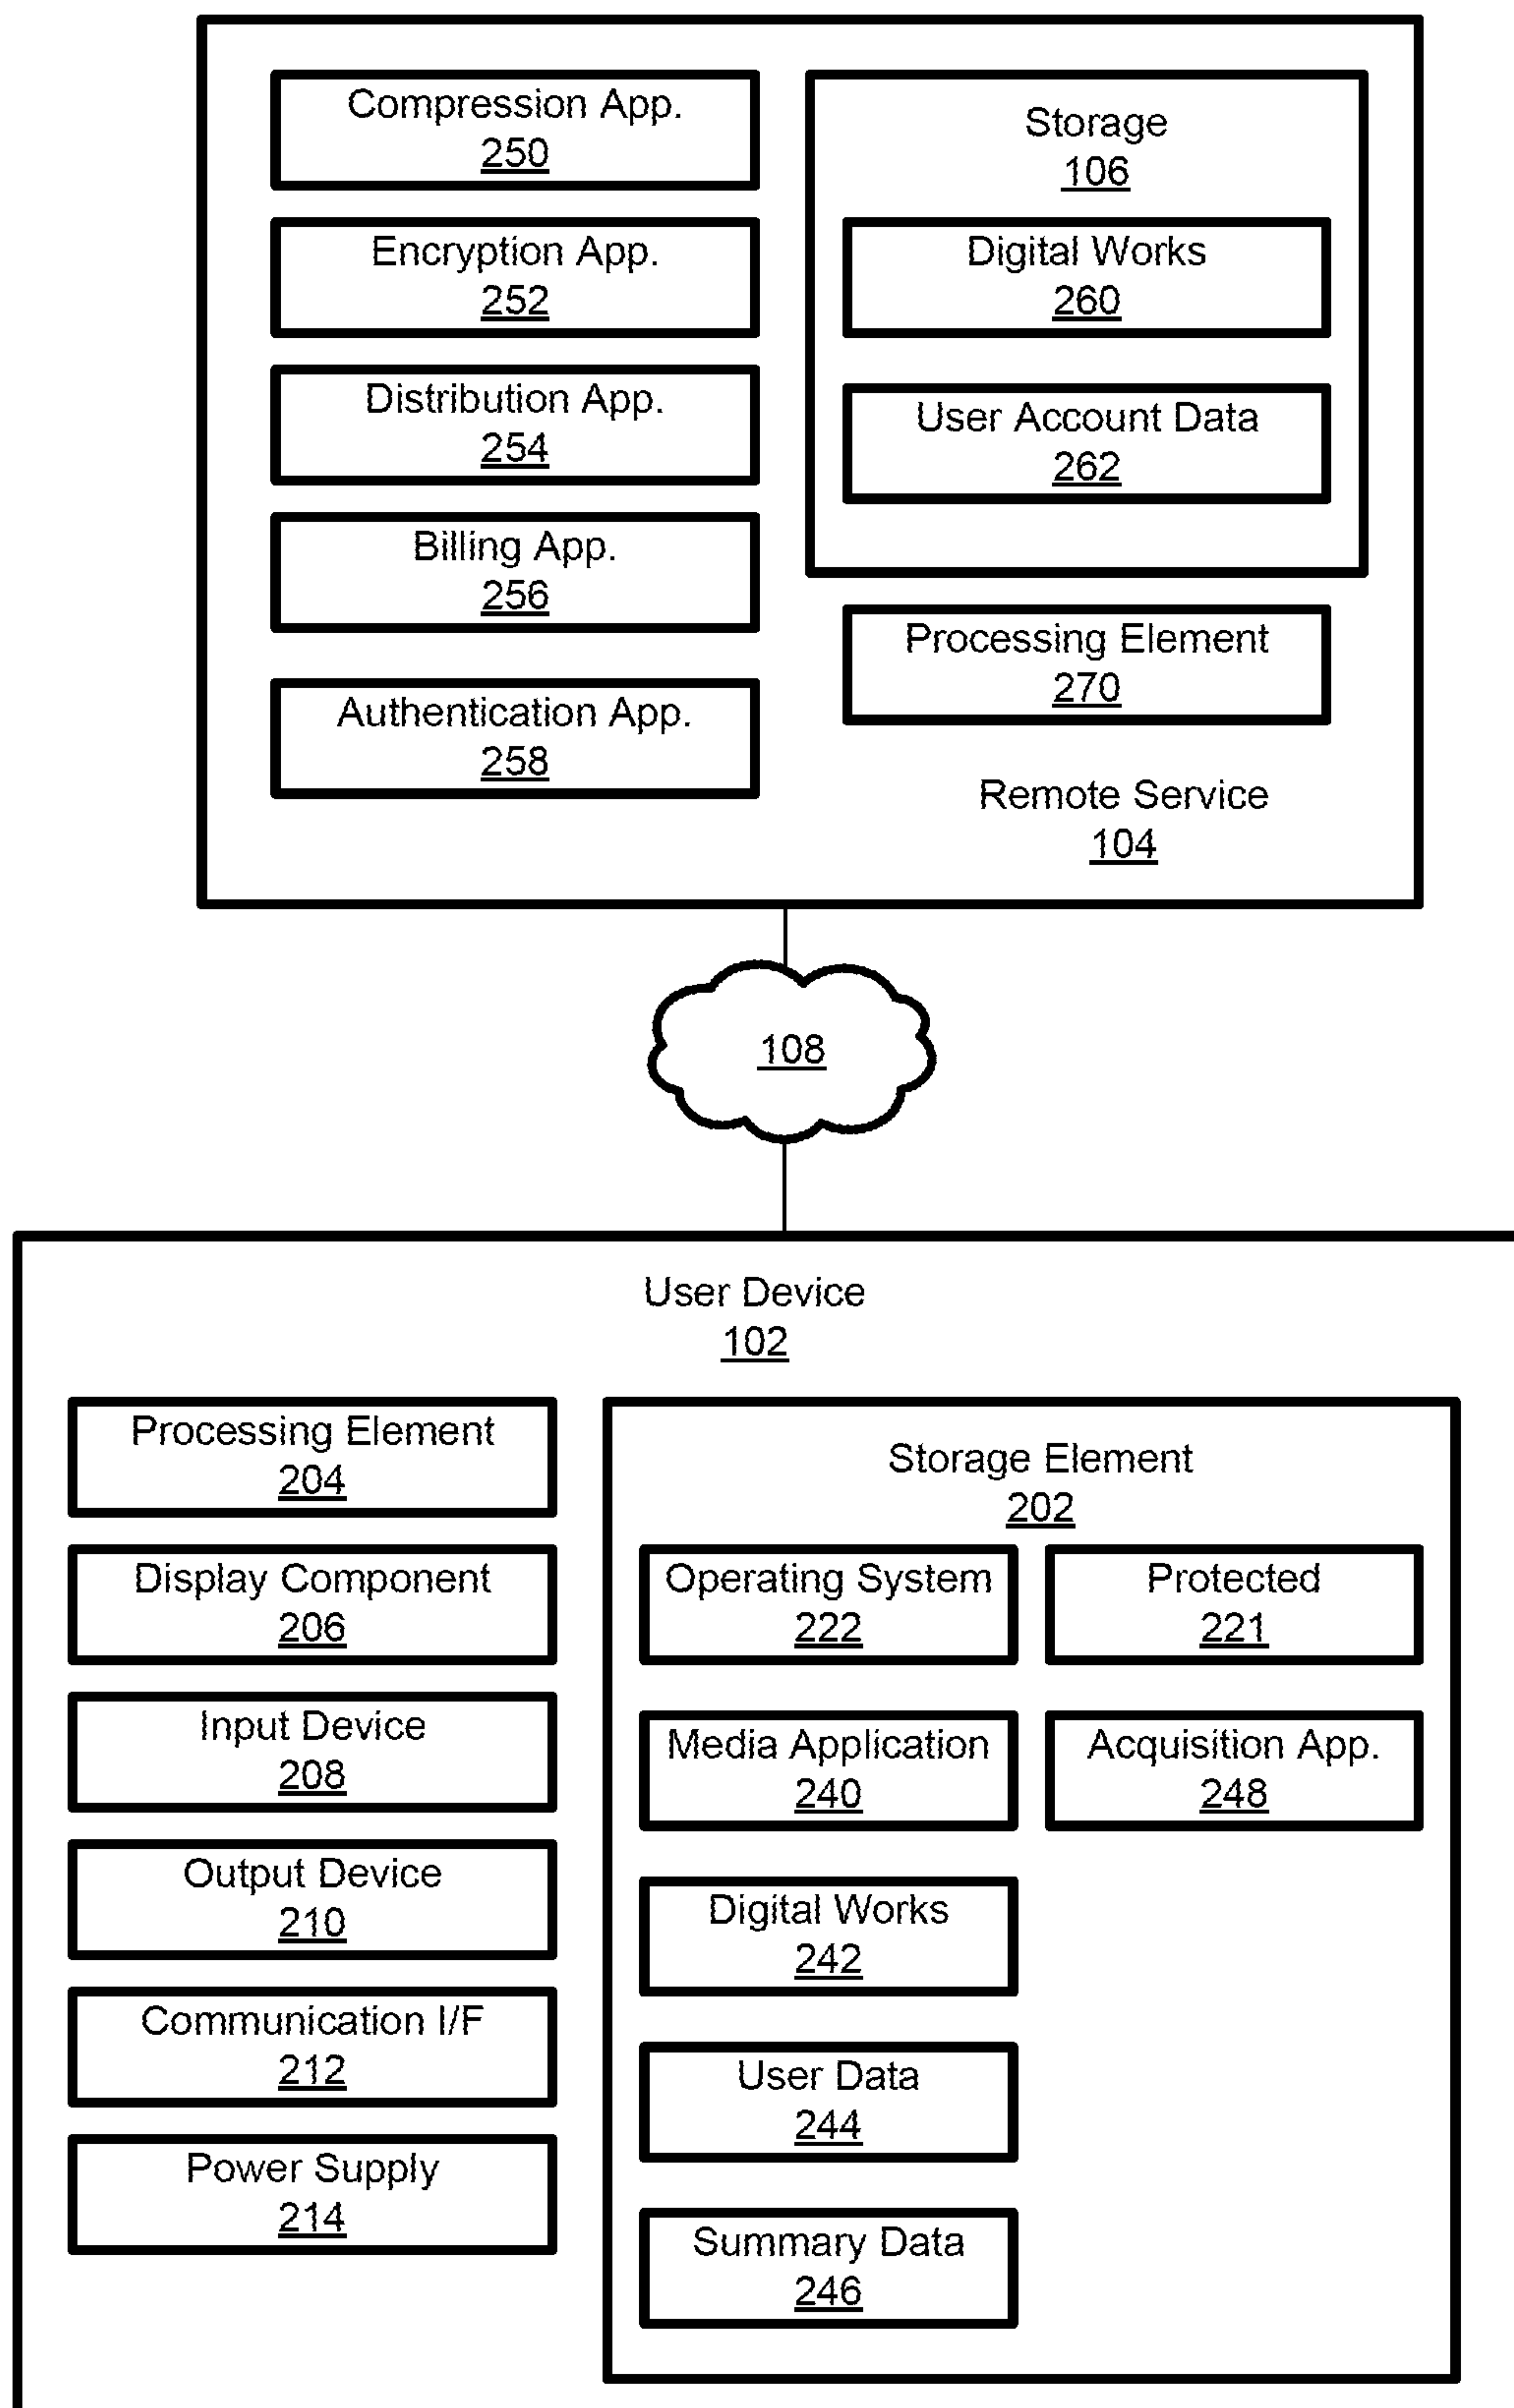 Compression App.
250
Encryption App.
252
Distribution App.
254
Billing App.
256
Authentication App.
258
Storage
106
Digital Works
260
User Account Data
262
Processing Element
270
Remote Service
104
108
User Device
102
Processing Element
204
Display Component
206
Input Device
208
Output Device
210
Communication I/F
212
Power Supply
214
Storage Element
202
Operating System
222
Protected
221
Media Application
240
Acquisition App.
248
Digital Works
242
User Data
244
Summary Data
246